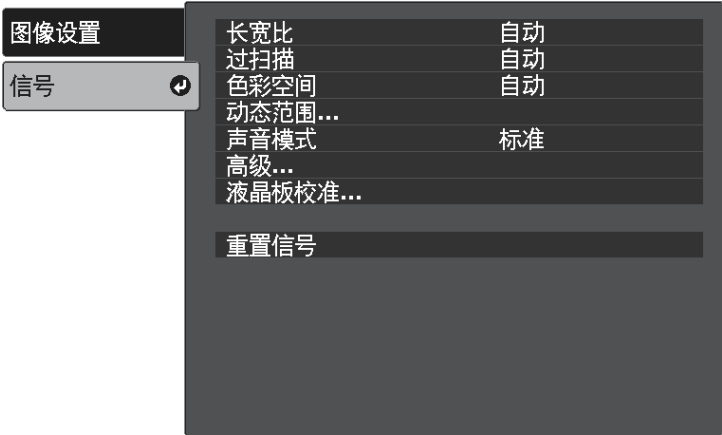 图像设置
信号
长宽比 自动
过扫描 自动
色彩空间 自动
动态范围...
声音模式 标准
高级...
液晶板校准...
重置信号